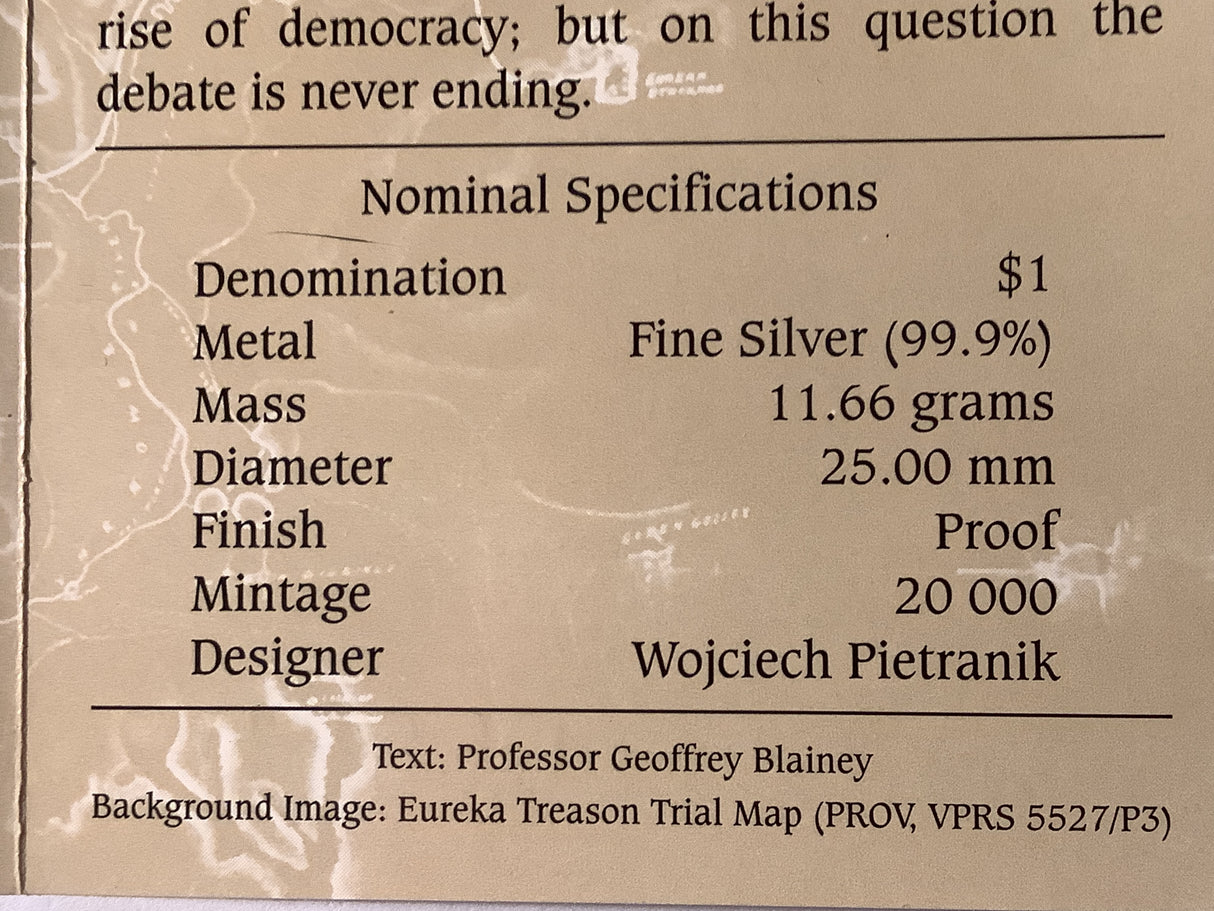 rise of democracy; but on this question the
debate is never ending.
Nominal Specifications
Denomination $1
Metal Fine Silver (99.9%)
Mass 11.66 grams
Diameter 25.00 mm
Finish Proof
Mintage 20 000
Designer Wojciech Pietranik
Text: Professor Geoffrey Blainey
Background Image: Eureka Treason Trial Map (PROV, VPRS 5527/P3)